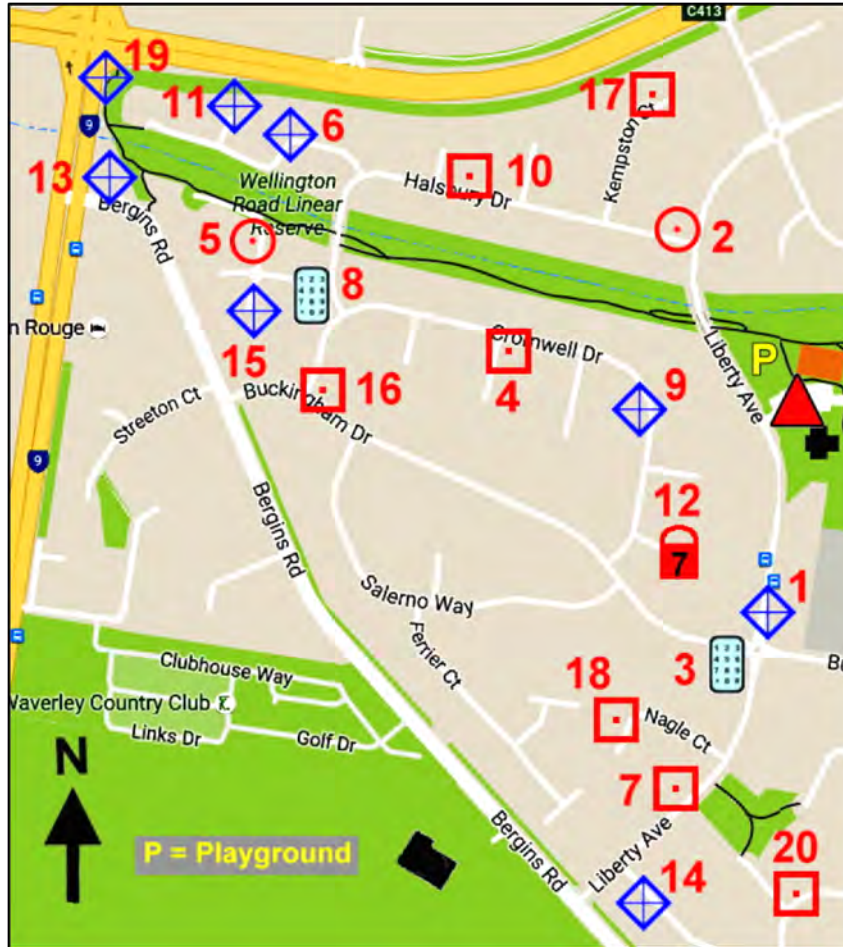 C413
19
11
6
17
9
13
Kempston Ct
10
Halsbury Dr
Wellington
Road Linear
Reserve
Bergins Rd
5
2
8
n Rouge
15
Cromwell Dr
4
P
Liberty Ave
Streeton Ct
Buckingham Dr
16
9
9
Bergins Rd
12
7
Salerno Way
1
Ferrier Ct
Clubhouse Way
3
Bu
Waverley Country Club
18
Nagle Ct
Links Dr
Golf Dr
N
7
Liberty Ave
Bergins Rd
P = Playground
20
14